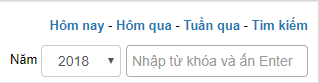 Hôm nay - Hôm qua - Tuần qua - Tìm kiếm
Năm 2018 Nhập từ khóa và ấn Enter